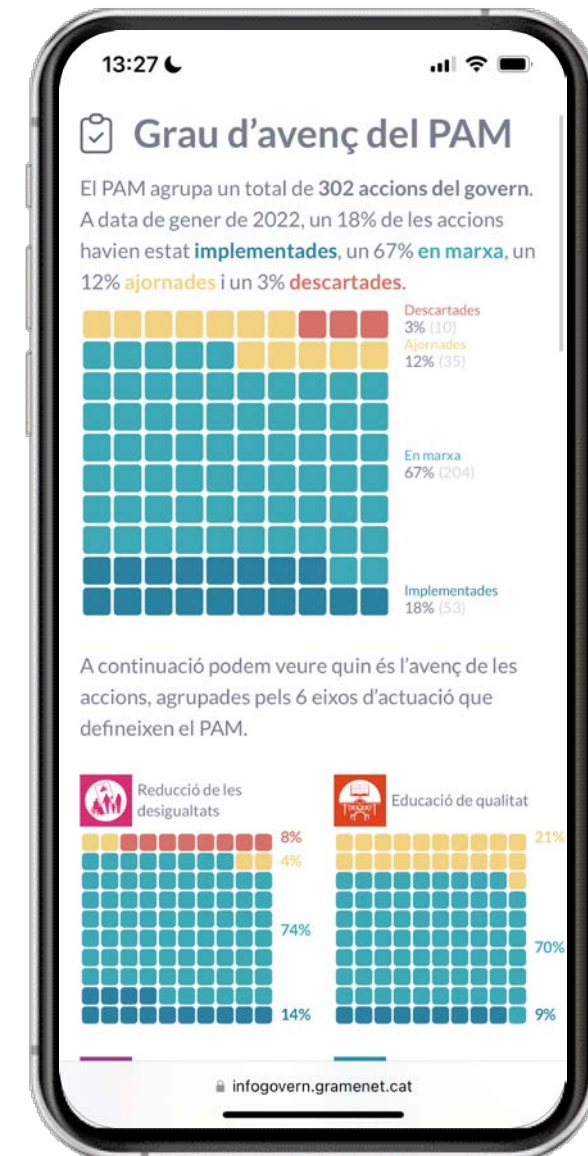 13:27
Grau d'avenç del PAM
El PAM agrupa un total de 302 accions del govern.
A data de gener de 2022, un 18% de les accions
havien estat implementades, un 67% en marxa, un
12% ajornades i un 3% descartades.
Descartades
3% (10)
Ajornades
12% (35)
En marxa
67% (204)
Implementades
18% (53)
A continuació podem veure quin és l'avenç de les
accions, agrupades pels 6 eixos d'actuació que
defineixen el PAM.
Reducció de les
desigualtats
8%
4%
74%
14%
Educació de qualitat
21%
70%
9%
infogovern.gramenet.cat